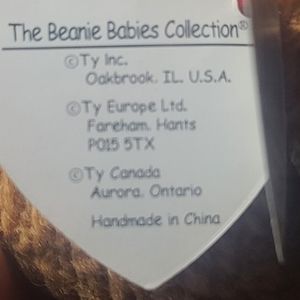 The Beanie Babies Collection®
©Ty Inc.
Oakbrook, IL. U.S.A.
©Ty Europe Ltd.
Fareham, Hants
PO15 5TX
©Ty Canada
Aurora, Ontario
Handmade in China